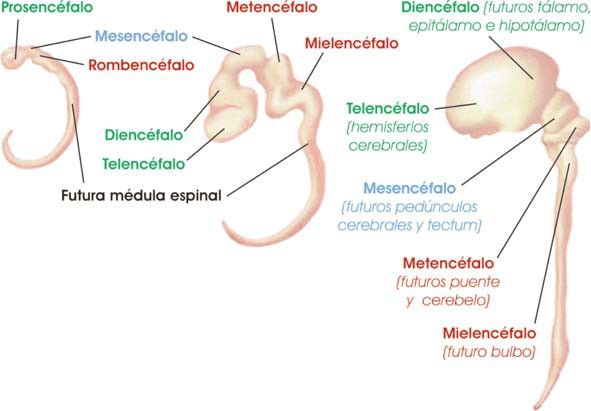 Prosencéfalo
Mesencéfalo
Rombencéfalo
Metencéfalo
Mielencéfalo
Diencéfalo
Telencéfalo
Futura médula espinal
Diencéfalo (futuros tálamo,
epitálamo e hipotálamo)
Telencéfalo
(hemisferios
cerebrales)
Mesencéfalo
(futuros pedúnculos
cerebrales y tectum)
Metencéfalo
(futuros puente
y cerebelo)
Mielencéfalo
(futuro bulbo)